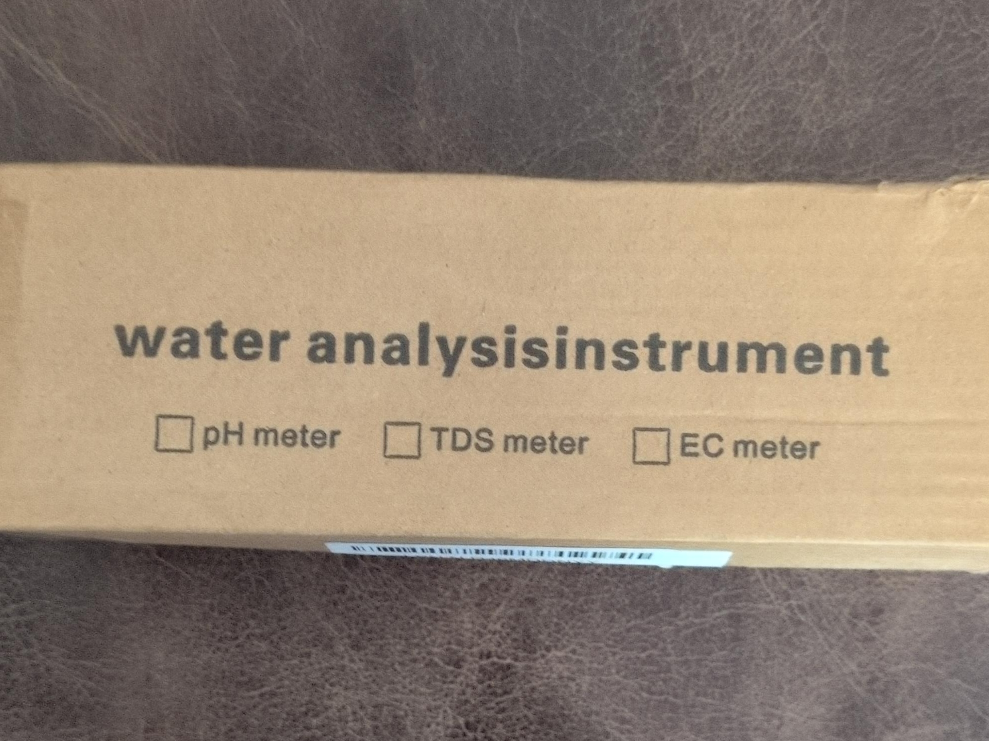 water analysisinstrument
pH meter TDS meter EC meter